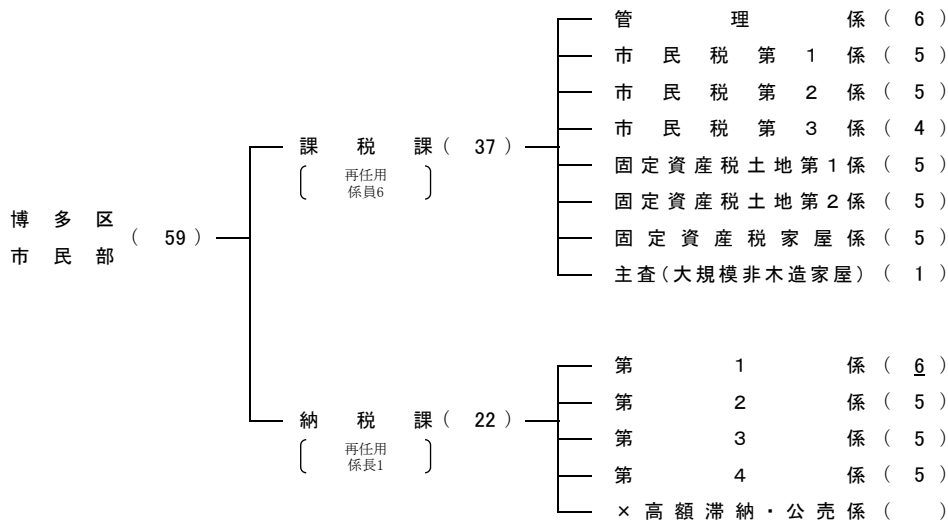 博多区
市民部 ( 59 )
課税課 ( 37 )
再任用
係員6
管理係 ( 6 )
市民税第1係 ( 5 )
市民税第2係 ( 5 )
市民税第3係 ( 4 )
固定資産税土地第1係 ( 5 )
固定資産税土地第2係 ( 5 )
固定資産税家屋係 ( 5 )
主査(大規模非木造家屋) ( 1 )
納税課 ( 22 )
再任用
係長1
第1係 ( 6 )
第2係 ( 5 )
第3係 ( 5 )
第4係 ( 5 )
×高額滞納・公売係 ( )